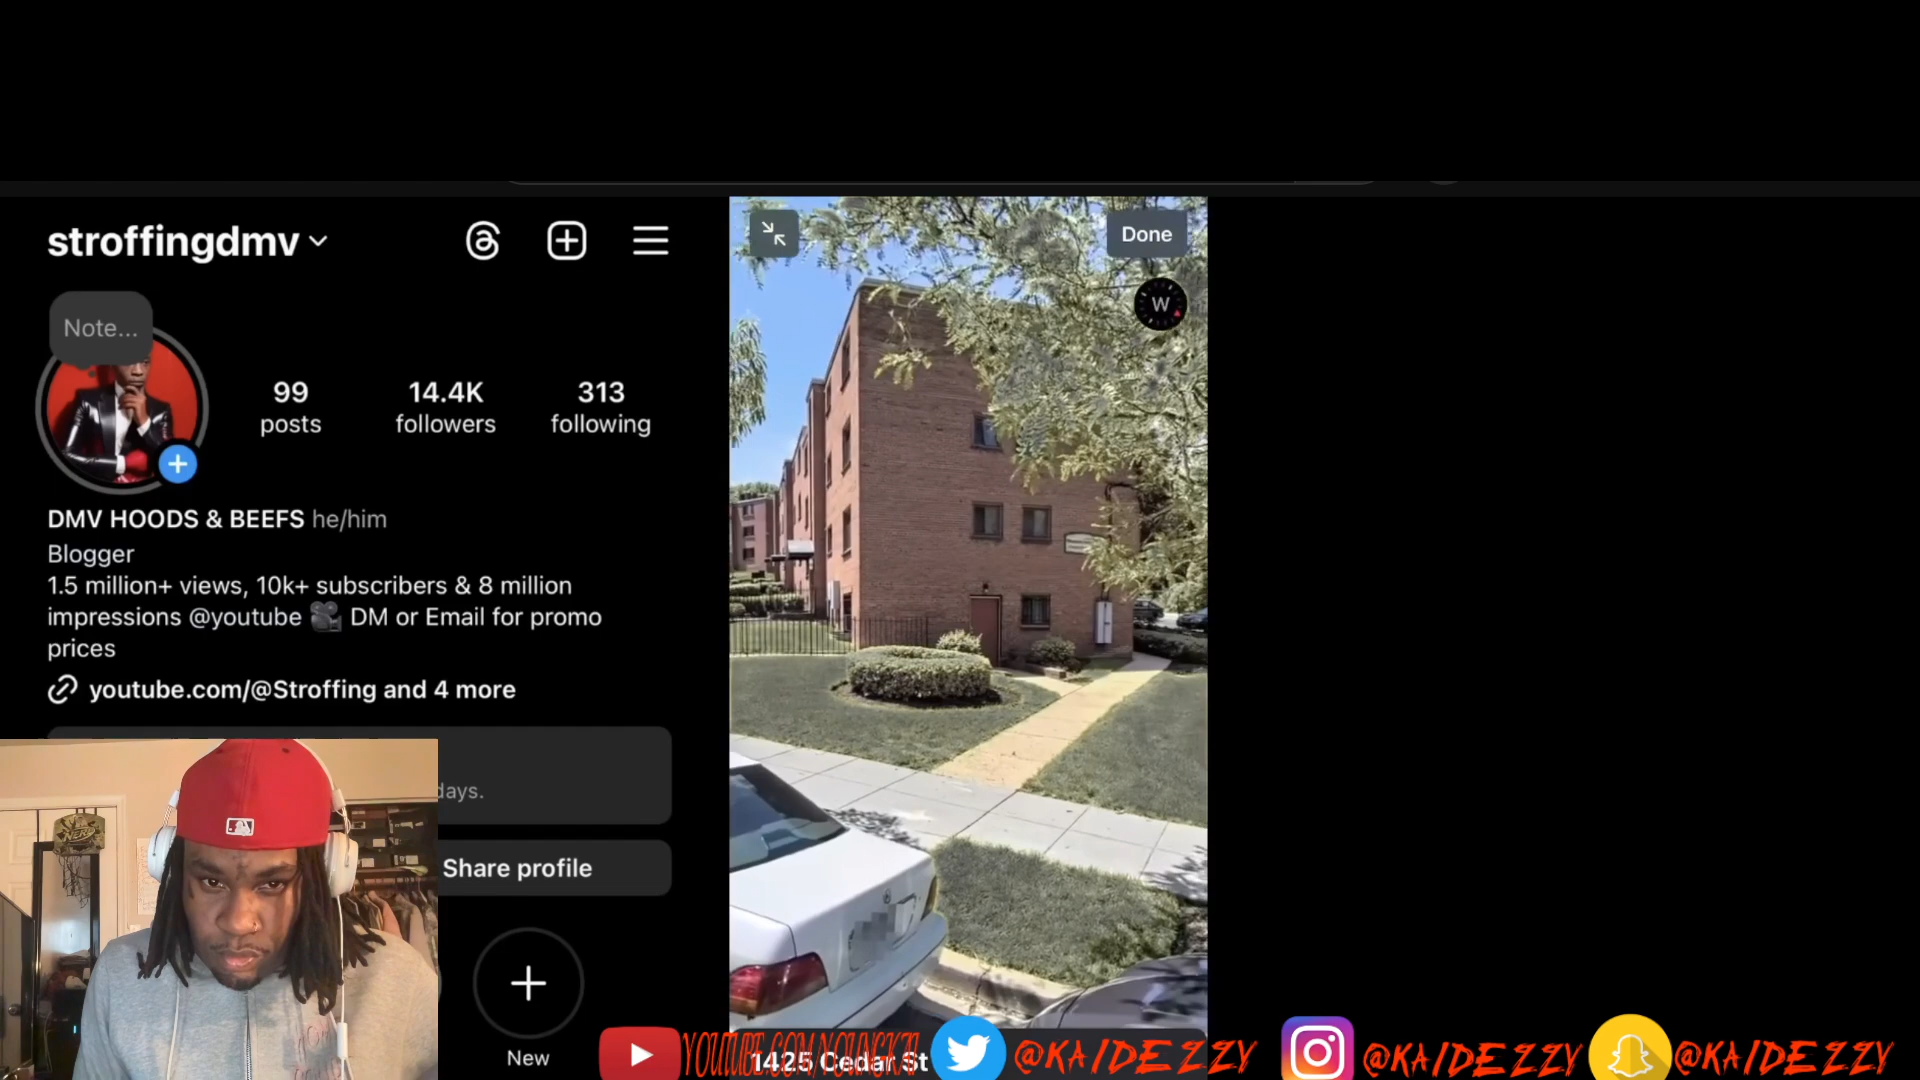 stroffingdmv
Done
W
Note...
99
posts
14.4K
followers
313
following
DMV HOODS & BEEFS he/him
Blogger
1.5 million+ views, 10k+ subscribers & 8 million
impressions @youtube 🎥 DM or Email for promo
prices
youtube.com/@Stroffing and 4 more
days.
Share profile
New
NERF
1425 Cedar St
@KAIDEZZY
@KAIDEZZY
@KAIDEZZY